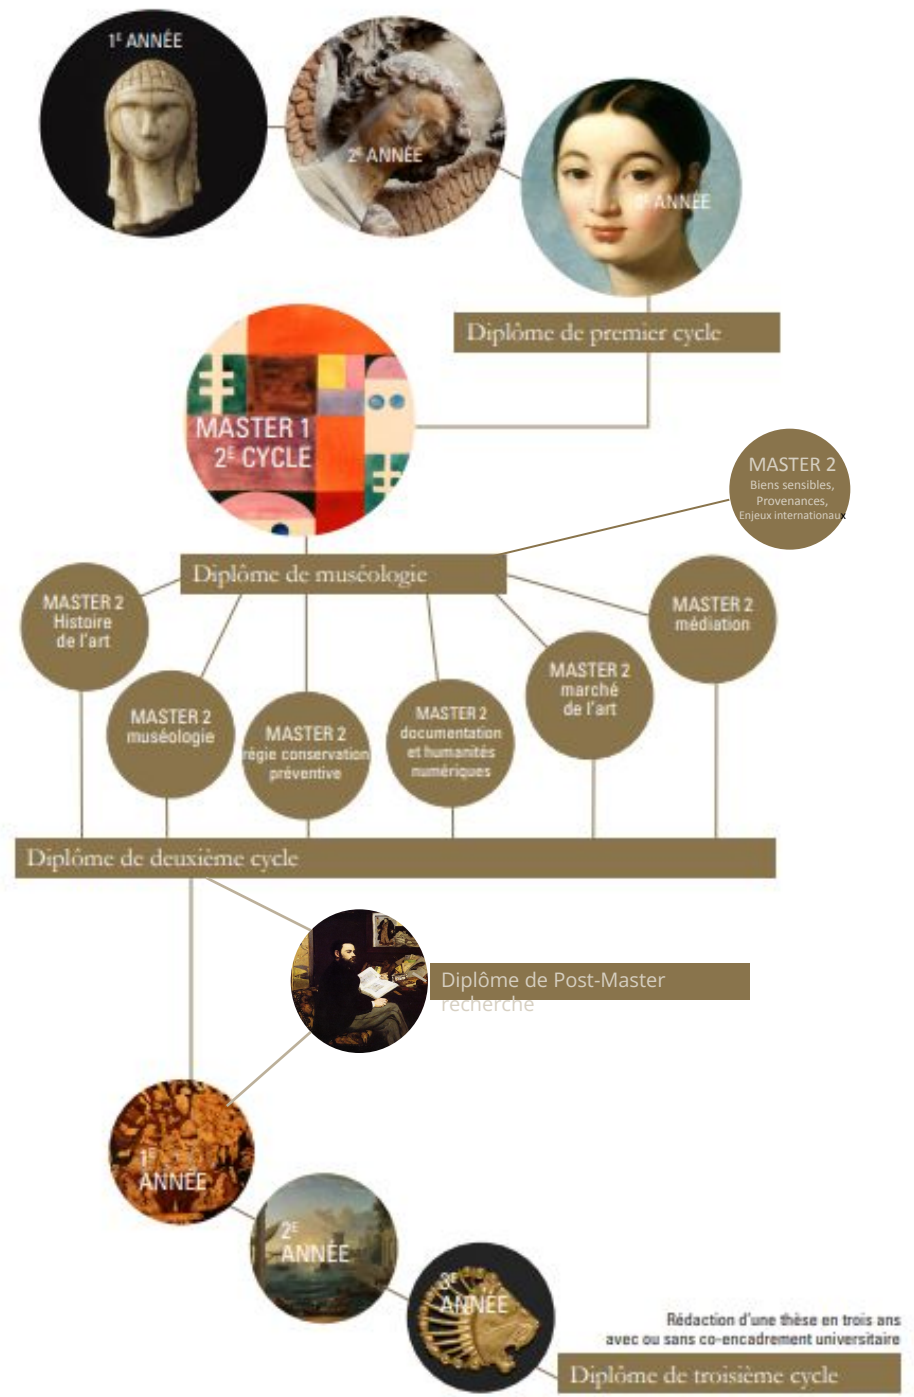 1E ANNÉE
2E ANNÉE
ANNÉE
Diplôme de premier cycle
MASTER 1
2E CYCLE
MASTER 2
Biens sensibles,
Provenances,
Enjeux internationaux
Diplôme de muséologie
MASTER 2
Histoire
de l'art
MASTER 2
médiation
MASTER 2
marché
de l'art
MASTER 2
muséologie
MASTER 2
régie conservation
préventive
MASTER 2
documentation
et humanités
numériques
Diplôme de deuxième cycle
Diplôme de Post-Master
recherche
1E
ANNÉE
2E
ANNÉE
3E
ANNÉE
Rédaction d'une thèse en trois ans
avec ou sans co-encadrement universitaire
Diplôme de troisième cycle